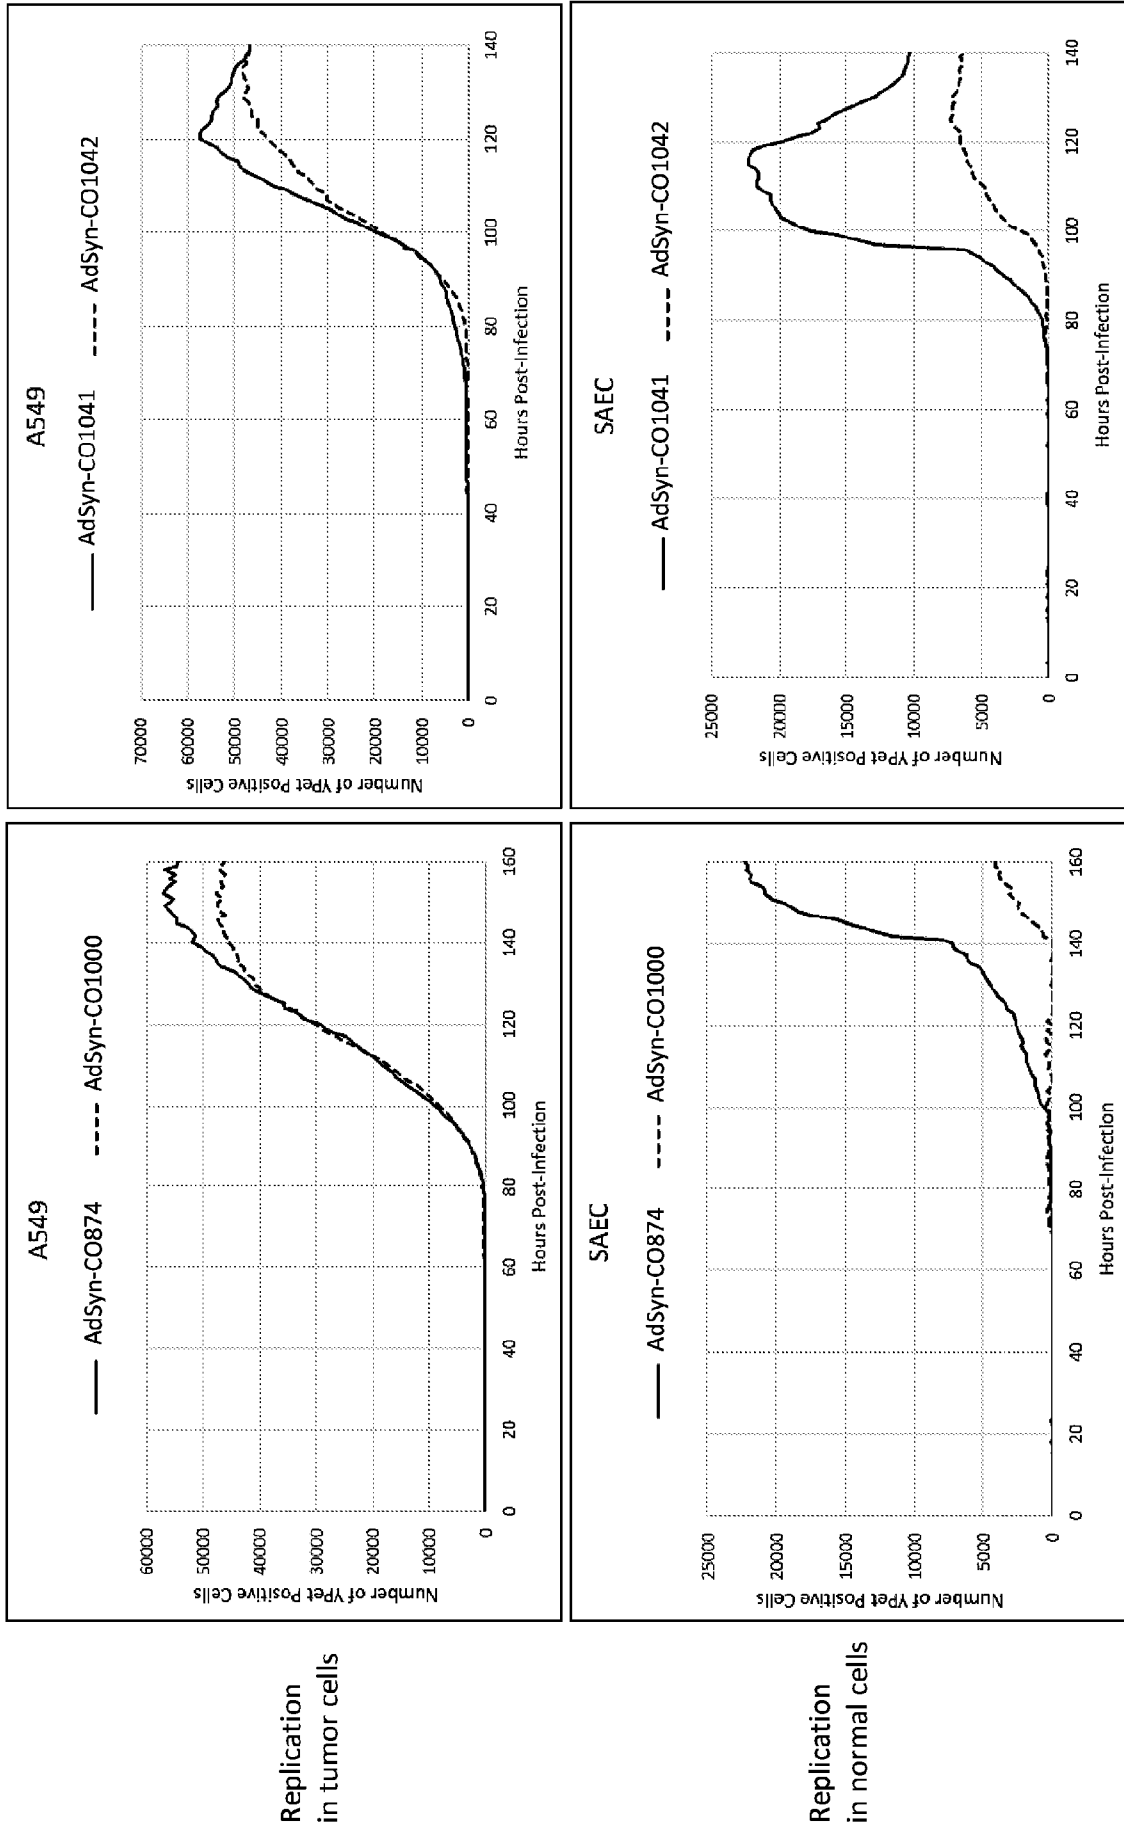 Replication
in tumor cells
A549
AdSyn-CO874 AdSyn-CO1000
Number of YPet Positive Cells
60000
50000
40000
30000
20000
10000
0
0 20 40 60 80 100 120 140 160
Hours Post-Infection
A549
AdSyn-CO1041 AdSyn-CO1042
Number of YPet Positive Cells
70000
60000
50000
40000
30000
20000
10000
0
0 20 40 60 80 100 120 140
Hours Post-Infection
Replication
in normal cells
SAEC
AdSyn-CO874 AdSyn-CO1000
Number of YPet Positive Cells
25000
20000
15000
10000
5000
0
0 20 40 60 80 100 120 140 160
Hours Post-Infection
SAEC
AdSyn-CO1041 AdSyn-CO1042
Number of YPet Positive Cells
25000
20000
15000
10000
5000
0
0 20 40 60 80 100 120 140
Hours Post-Infection